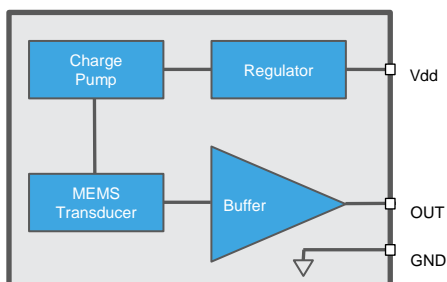 Charge
Pump
Regulator
Vdd
MEMS
Transducer
Buffer
OUT
GND